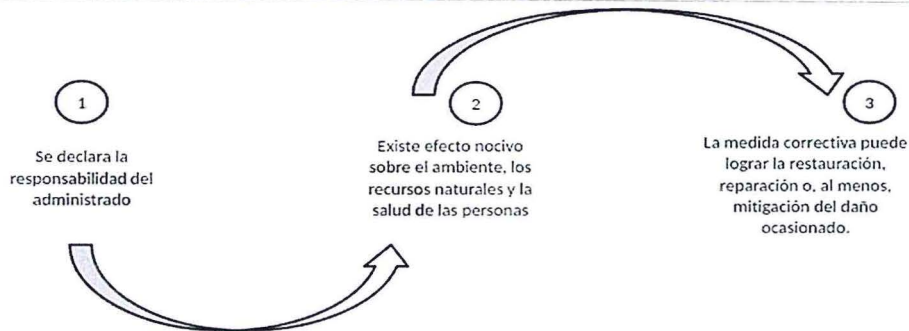 1
Se declara la
responsabilidad del
administrado
2
Existe efecto nocivo
sobre el ambiente, los
recursos naturales y la
salud de las personas
3
La medida correctiva puede
lograr la restauración,
reparación o, al menos,
mitigación del daño
ocasionado.